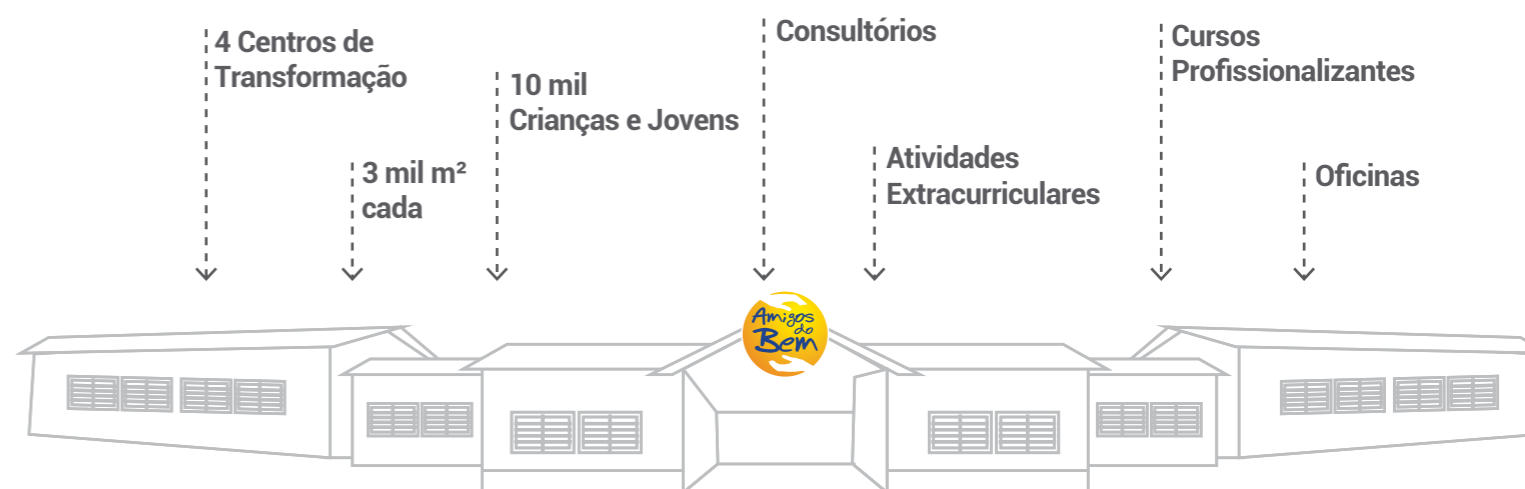 4 Centros de
Transformação
3 mil m²
cada
10 mil
Crianças e Jovens
Consultórios
Atividades
Extracurriculares
Cursos
Profissionalizantes
Oficinas
Amigos
do
Bem